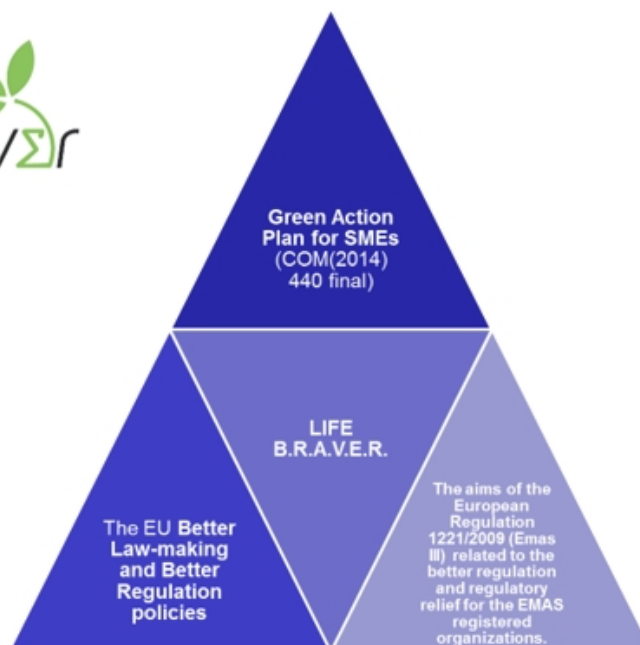 Green Action
Plan for SMEs
(COM(2014)
440 final)
LIFE
B.R.A.V.E.R.
The EU Better
Law-making
and Better
Regulation
policies
The aims of the
European
Regulation
1221/2009 (Emas
III) related to the
better regulation
and regulatory
relief for the EMAS
registered
organizations.